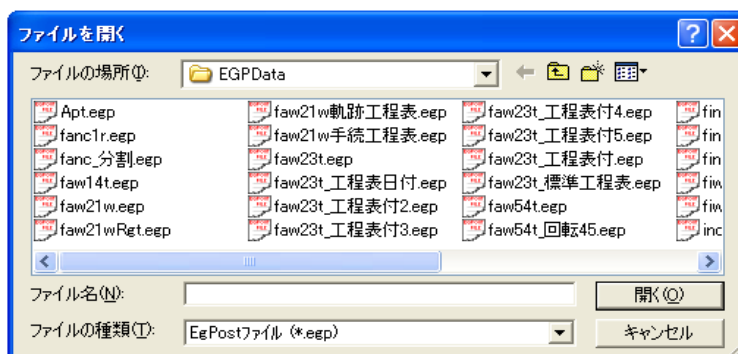 ファイルを開く
ファイルの場所(I):
EGPData
Apt.egp
fanc1r.egp
fanc_分割.egp
faw14t.egp
faw21w.egp
faw21wRgt.egp
faw21w軌跡工程表.egp
faw21w手続工程表.egp
faw23t.egp
faw23t_工程表日付.egp
faw23t_工程表付2.egp
faw23t_工程表付3.egp
faw23t_工程表付4.egp
faw23t_工程表付5.egp
faw23t_工程表付.egp
faw23t_標準工程表.egp
faw54t.egp
faw54t_回転45.egp
fin
fin
fin
fiw
fiw
inc
ファイル名(N):
開く(O)
ファイルの種類(T):
EgPostファイル (*.egp)
キャンセル